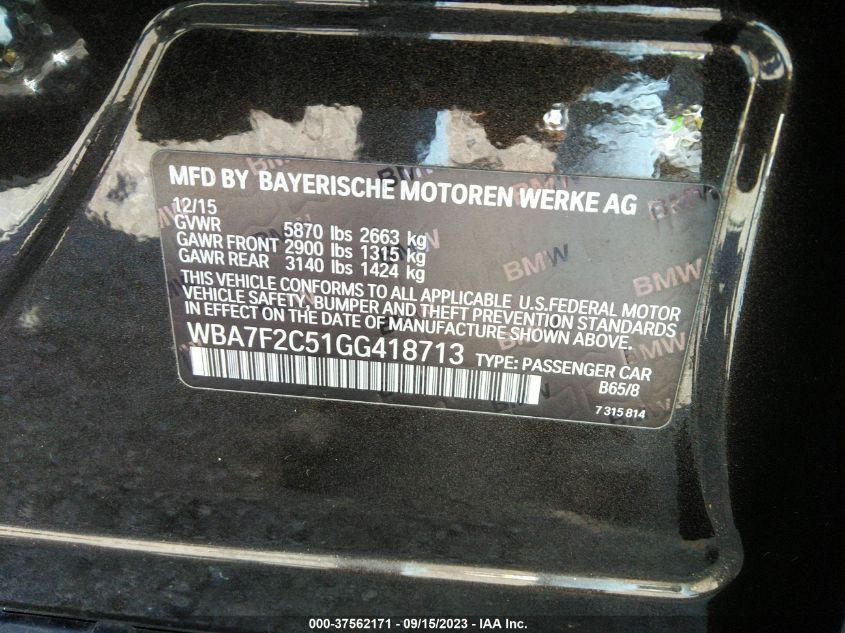 MFD BY BAYERISCHE MOTOREN WERKE AG
12/15
GVWR 5870 lbs 2663 kg
GAWR FRONT 2900 lbs 1315 kg
GAWR REAR 3140 lbs 1424 kg
THIS VEHICLE CONFORMS TO ALL APPLICABLE U.S.FEDERAL MOTOR
VEHICLE SAFETY, BUMPER AND THEFT PREVENTION STANDARDS
IN EFFECT ON THE DATE OF MANUFACTURE SHOWN ABOVE.
WBA7F2C51GG418713 TYPE: PASSENGER CAR
B65/8
7 315 814
000-37562171 - 09/15/2023 - IAA Inc.